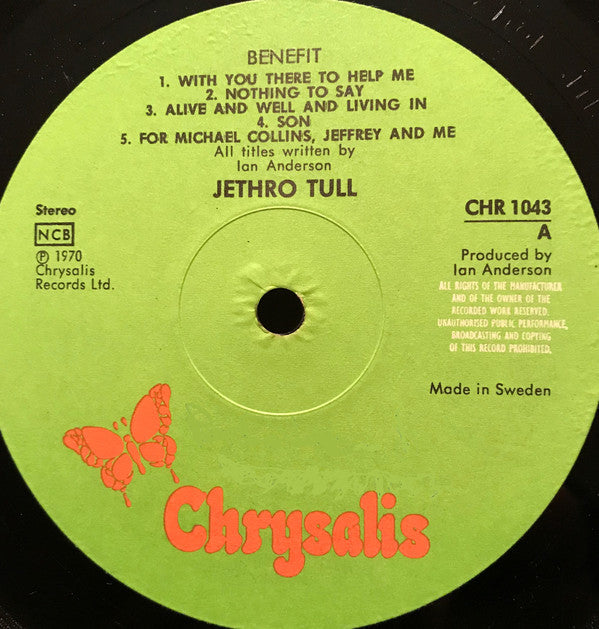 BENEFIT
1. WITH YOU THERE TO HELP ME
2. NOTHING TO SAY
3. ALIVE AND WELL AND LIVING IN
4. SON
5. FOR MICHAEL COLLINS, JEFFREY AND ME
All titles written by
Ian Anderson
JETHRO TULL
Stereo
NCB
℗ 1970
Chrysalis
Records Ltd.
CHR 1043
A
Produced by
Ian Anderson
ALL RIGHTS OF THE MANUFACTURER
AND OF THE OWNER OF THE
RECORDED WORK RESERVED.
UNAUTHORISED PUBLIC PERFORMANCE,
BROADCASTING AND COPYING
OF THIS RECORD PROHIBITED.
Made in Sweden
Chrysalis